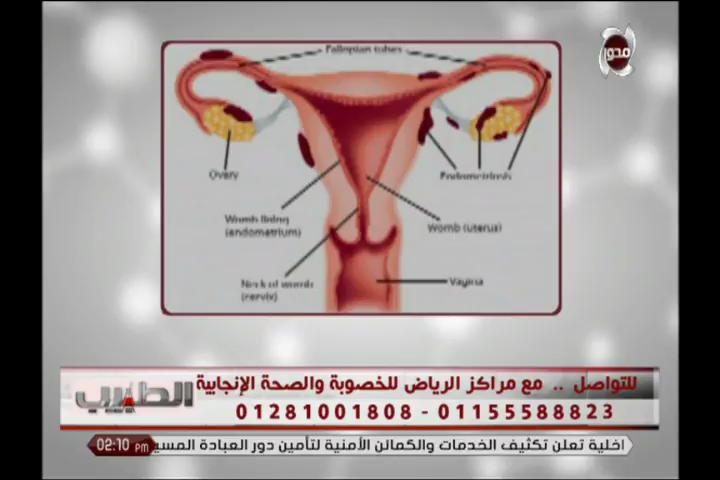 Fallopian tubes
محور
Ovary
Endometriosis
Womb lining
(endometrium)
Womb (uterus)
Neck of womb
(cervix)
Vagina
للتواصل .. مع مراكز الرياض للخصوبة والصحة الإنجابية
الطبيب
01281001808 - 01155588823
02:10 PM
اخلية تعلن تكثيف الخدمات والكمائن الأمنية لتأمين دور العبادة المسي